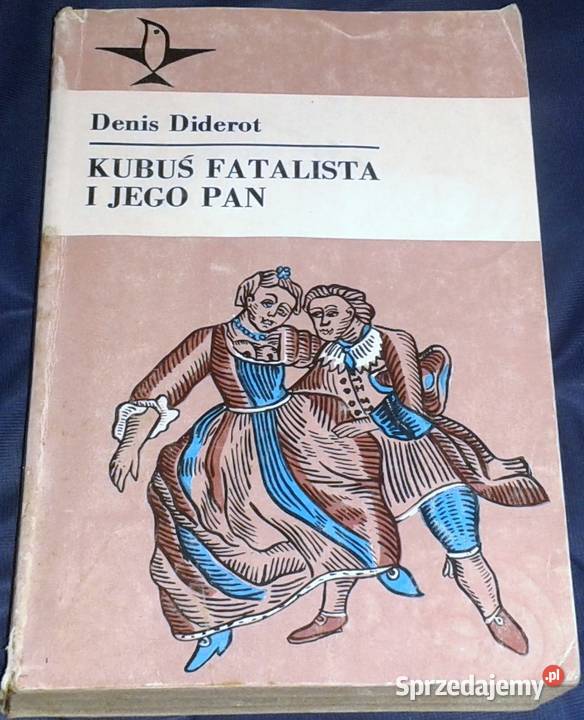 Denis Diderot
KUBUŚ FATALISTA
I JEGO PAN
Sprzedajemy.pl